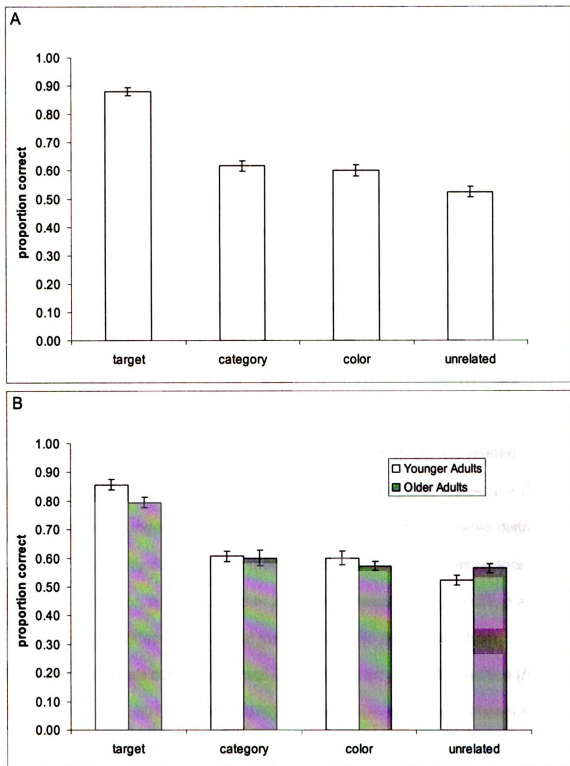 A
1.00
0.90
0.80
0.70
0.60
0.50
0.40
0.30
0.20
0.10
0.00
proportion correct
target category color unrelated
B
1.00
0.90
0.80
0.70
0.60
0.50
0.40
0.30
0.20
0.10
0.00
proportion correct
Younger Adults
Older Adults
target category color unrelated